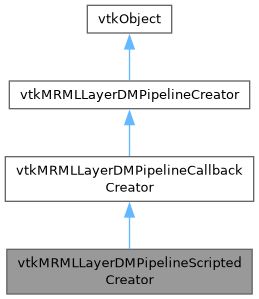 vtkObject
vtkMRMLLayerDMPipelineCreator
vtkMRMLLayerDMPipelineCallback
Creator
vtkMRMLLayerDMPipelineScripted
Creator